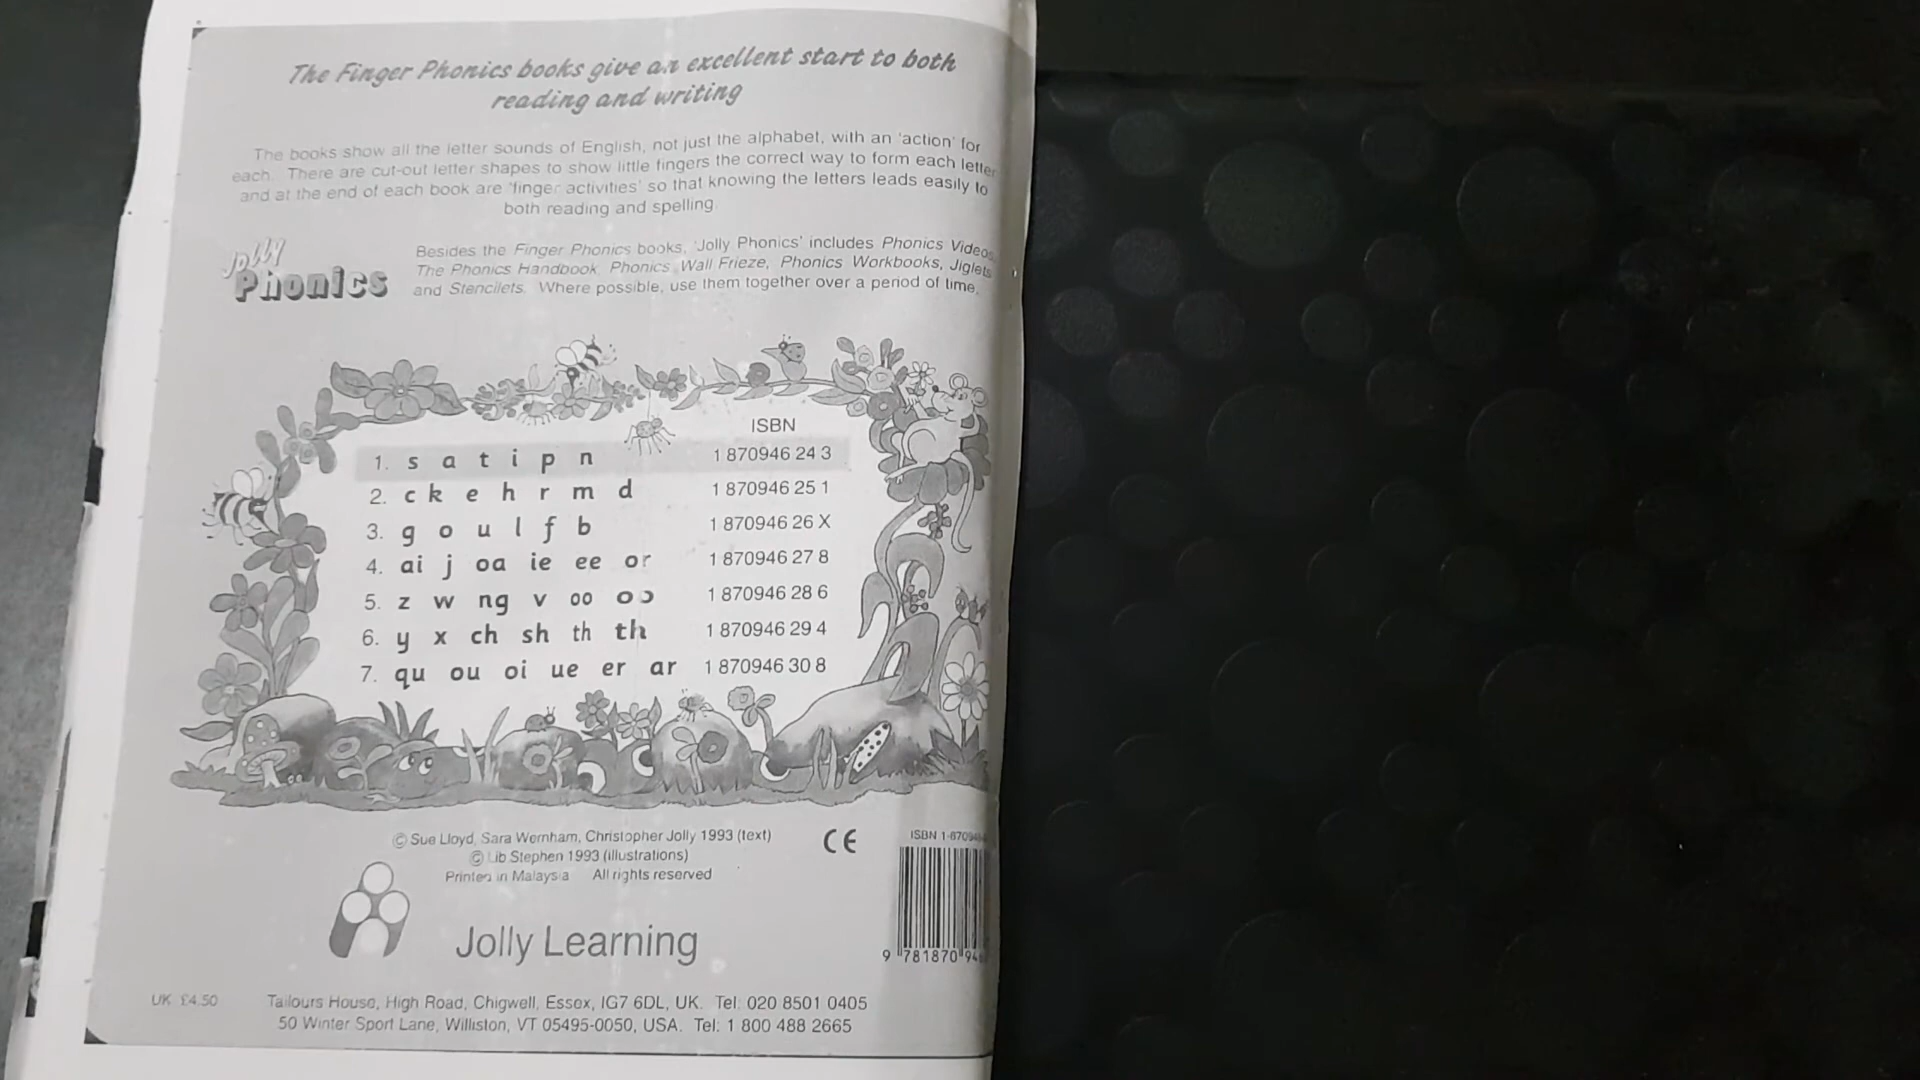 The Finger Phonics books give an excellent start to both
reading and writing
The books show all the letter sounds of English, not just the alphabet, with an 'action' for
each. There are cut-out letter shapes to show little fingers the correct way to form each letter
and at the end of each book are 'finger activities' so that knowing the letters leads easily to
both reading and spelling.
Jolly
Phonics
Besides the Finger Phonics books, 'Jolly Phonics' includes Phonics Videos,
The Phonics Handbook, Phonics Wall Frieze, Phonics Workbooks, Jiglets
and Stencilets. Where possible, use them together over a period of time.
ISBN
1. s a t i p n 1 870946 24 3
2. c k e h r m d 1 870946 25 1
3. g o u l f b 1 870946 26 X
4. ai j oa ie ee or 1 870946 27 8
5. z w ng v oo oo 1 870946 28 6
6. y x ch sh th th 1 870946 29 4
7. qu ou oi ue er ar 1 870946 30 8
© Sue Lloyd, Sara Wernham, Christopher Jolly 1993 (text)
© Lib Stephen 1993 (illustrations)
Printed in Malaysia All rights reserved
CE
ISBN 1-87094
9 781870 94
Jolly Learning
UK £4.50
Tailours House, High Road, Chigwell, Essex, IG7 6DL, UK. Tel: 020 8501 0405
50 Winter Sport Lane, Williston, VT 05495-0050, USA. Tel: 1 800 488 2665